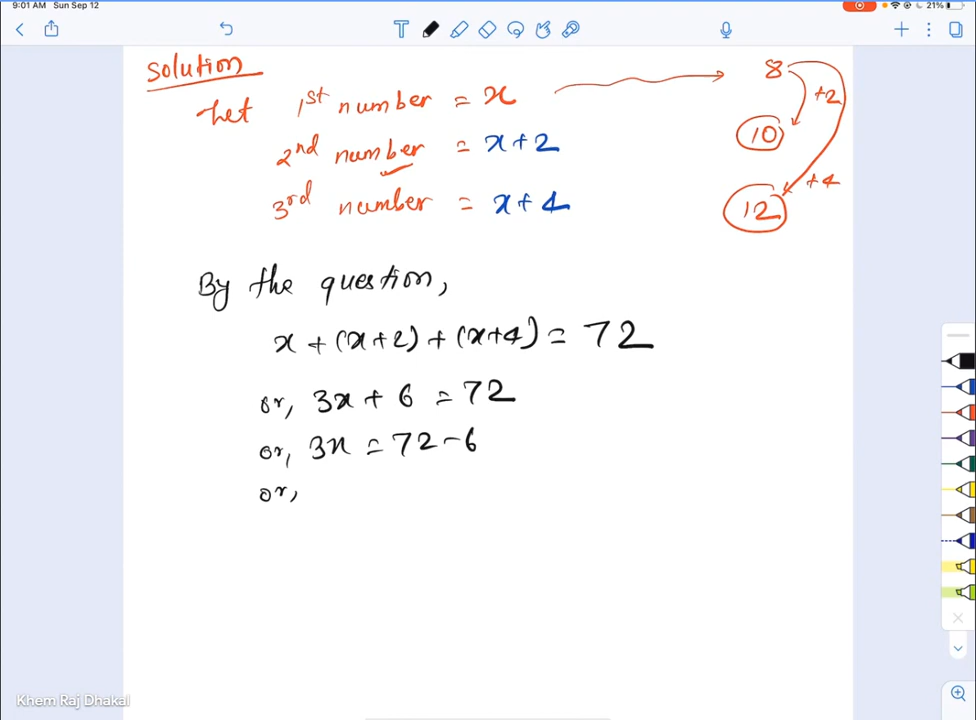 9:01 AM Sun Sep 12
21%
Solution
Let 1st number = x
8
+2
2nd number = x+2
10
+4
3rd number = x+4
12
By the question,
x + (x+2) + (x+4) = 72
or, 3x + 6 = 72
or, 3x = 72-6
or,
Khem Raj Dhakal